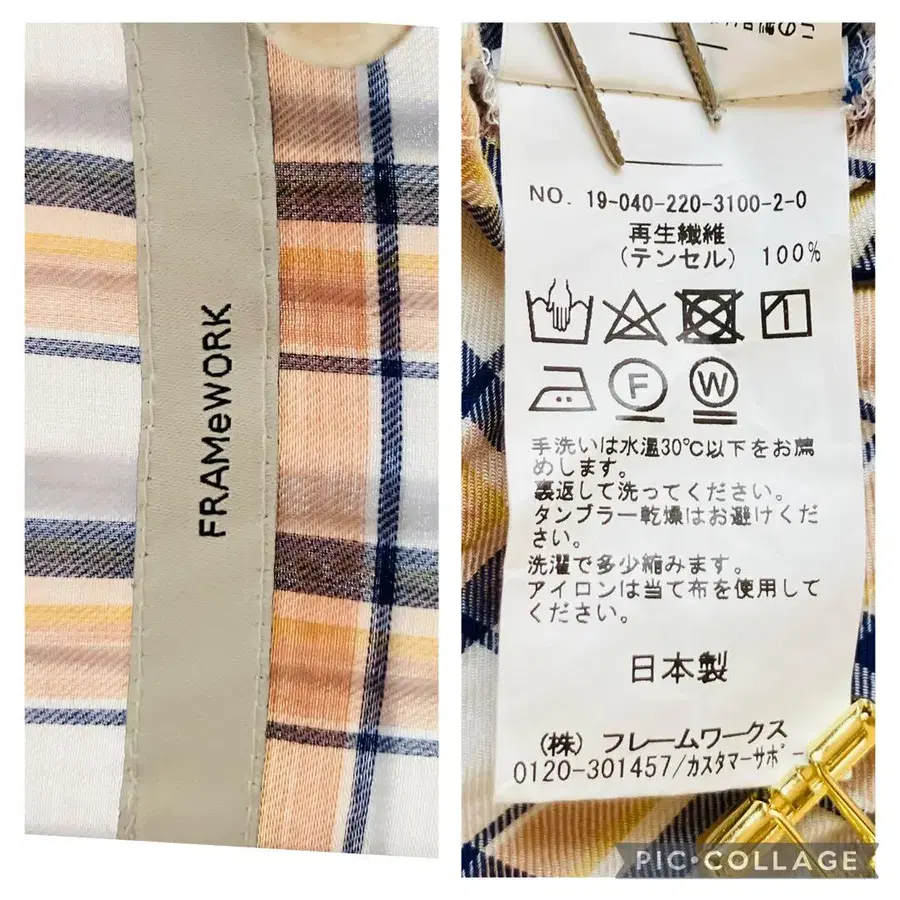 FRAMeWORK
NO. 19-040-220-3100-2-0
再生繊維
(テンセル) 100%
F
W
手洗いは水温30℃以下をお薦
めします。
裏返して洗ってください。
タンブラー乾燥はお避けくだ
さい。
洗濯で多少縮みます。
アイロンは当て布を使用して
ください。
日本製
(株) フレームワークス
0120-301457/カスタマーサポー
PIC•COLLAGE